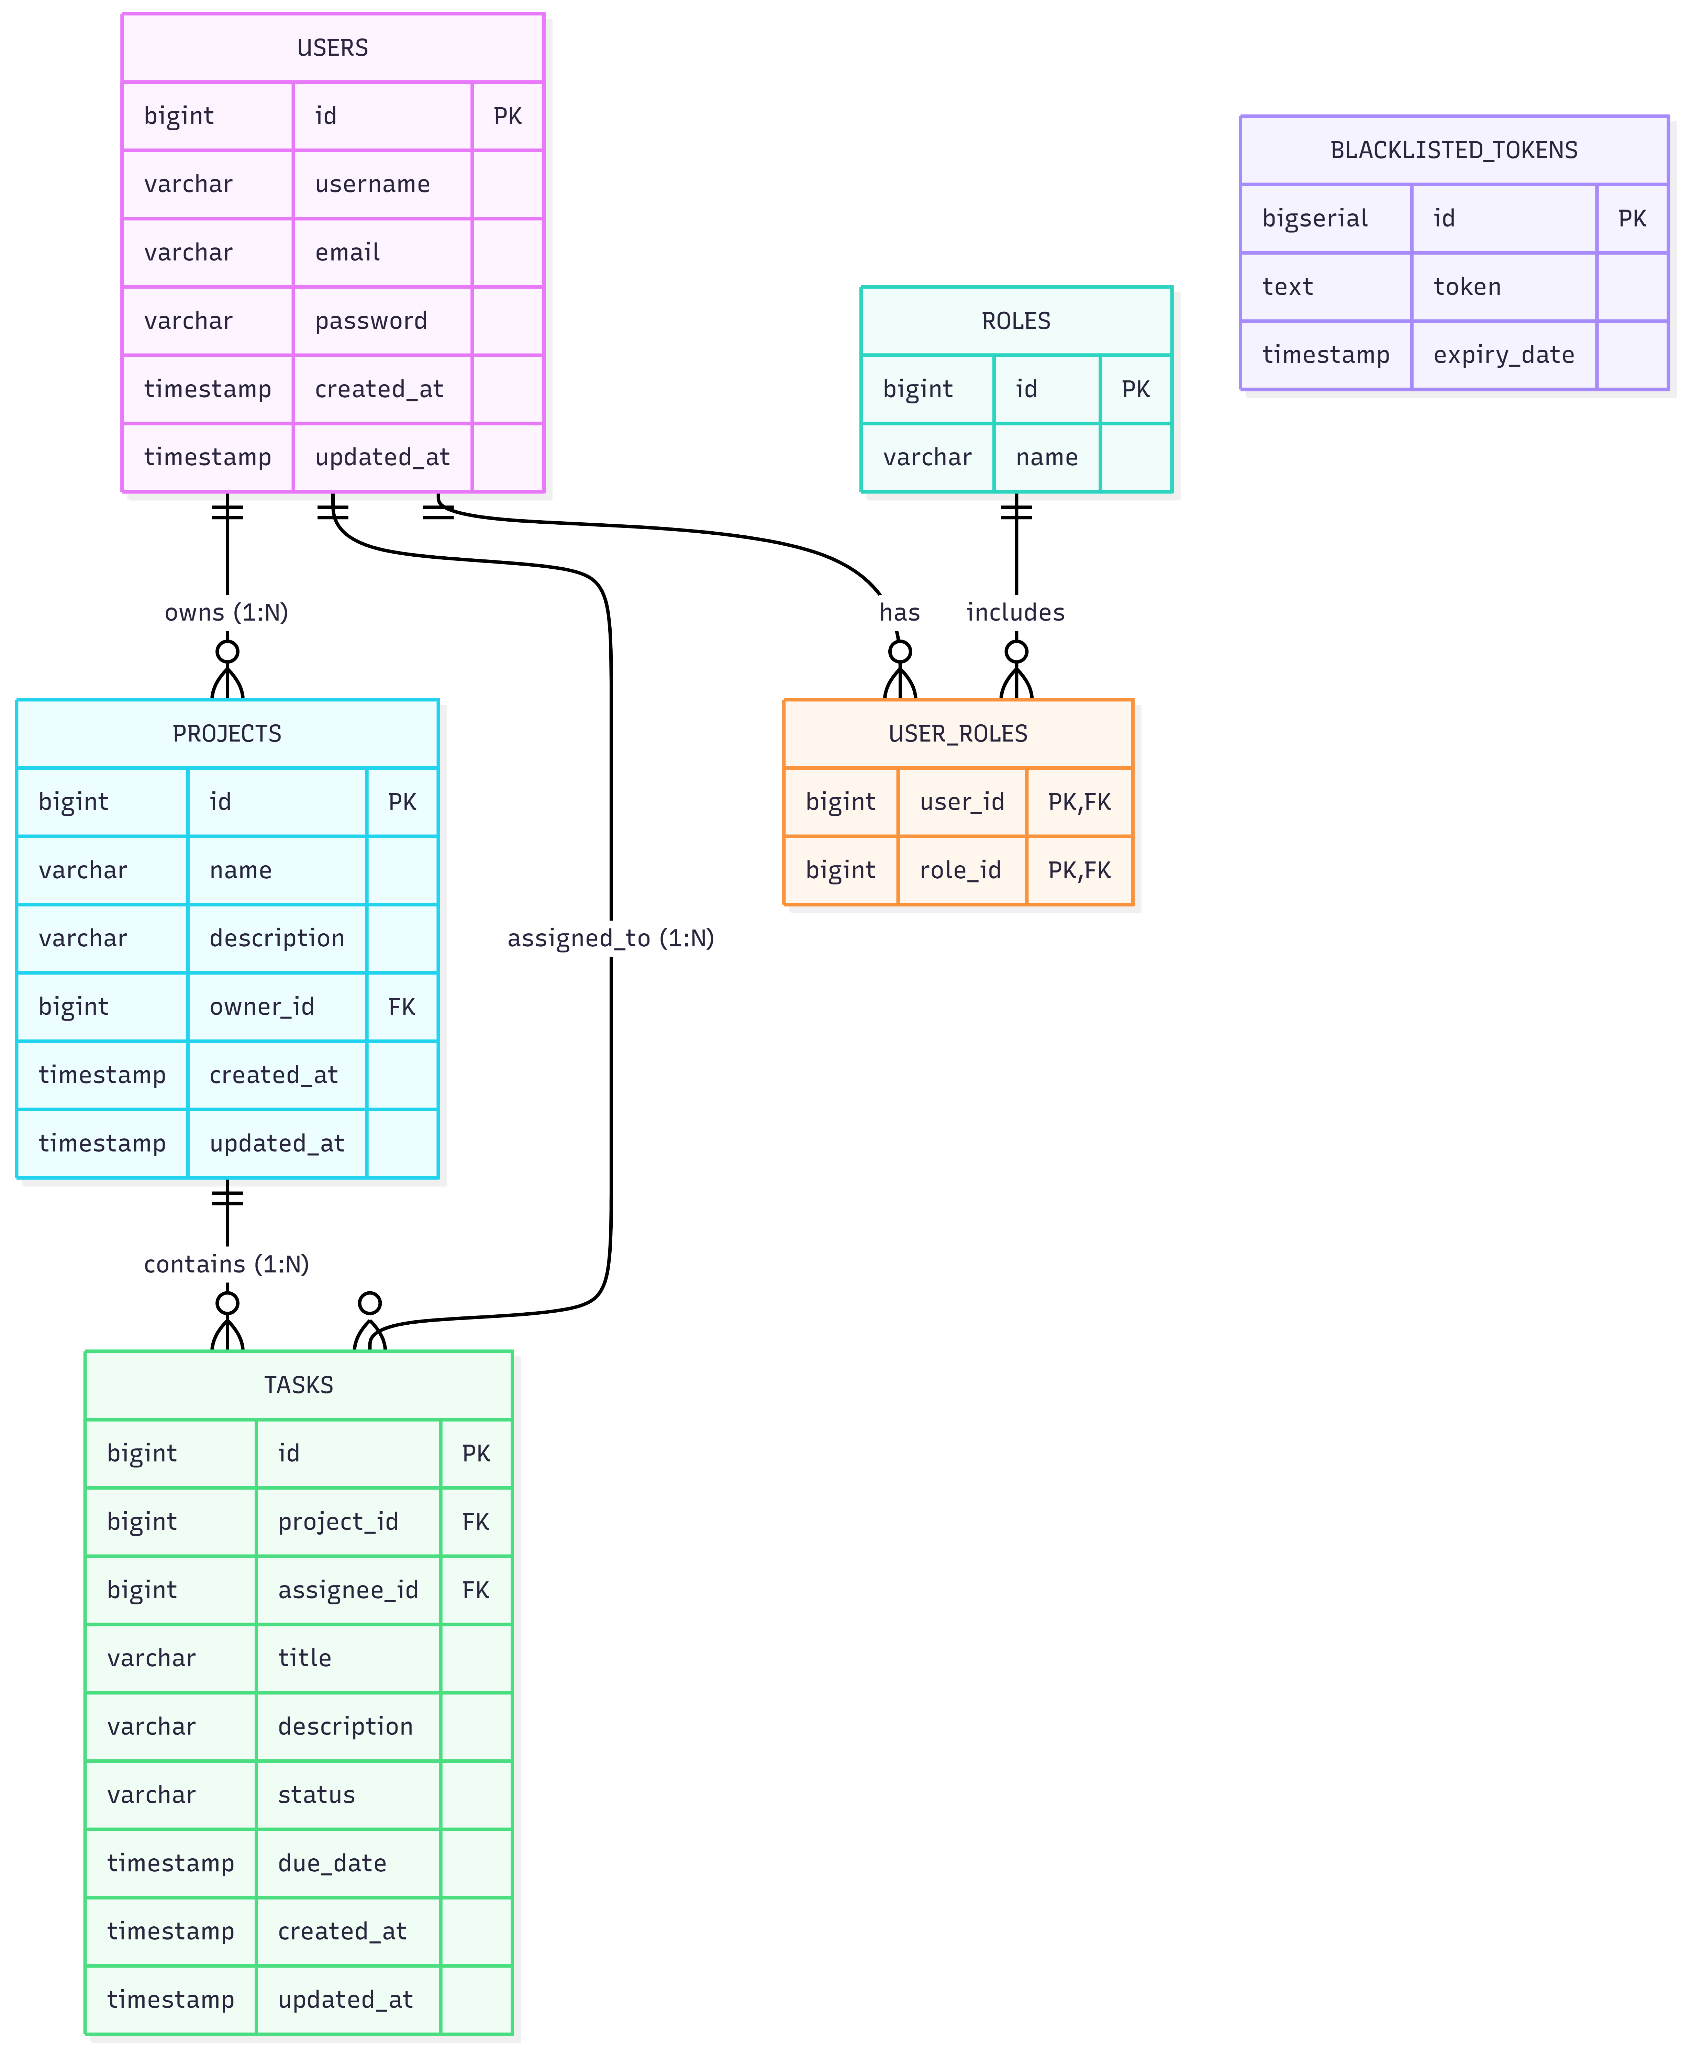 USERS
bigint id PK
varchar username
varchar email
varchar password
timestamp created_at
timestamp updated_at
BLACKLISTED_TOKENS
bigserial id PK
text token
timestamp expiry_date
ROLES
bigint id PK
varchar name
owns (1:N)
has
includes
PROJECTS
bigint id PK
varchar name
varchar description
bigint owner_id FK
timestamp created_at
timestamp updated_at
USER_ROLES
bigint user_id PK,FK
bigint role_id PK,FK
assigned_to (1:N)
contains (1:N)
TASKS
bigint id PK
bigint project_id FK
bigint assignee_id FK
varchar title
varchar description
varchar status
timestamp due_date
timestamp created_at
timestamp updated_at